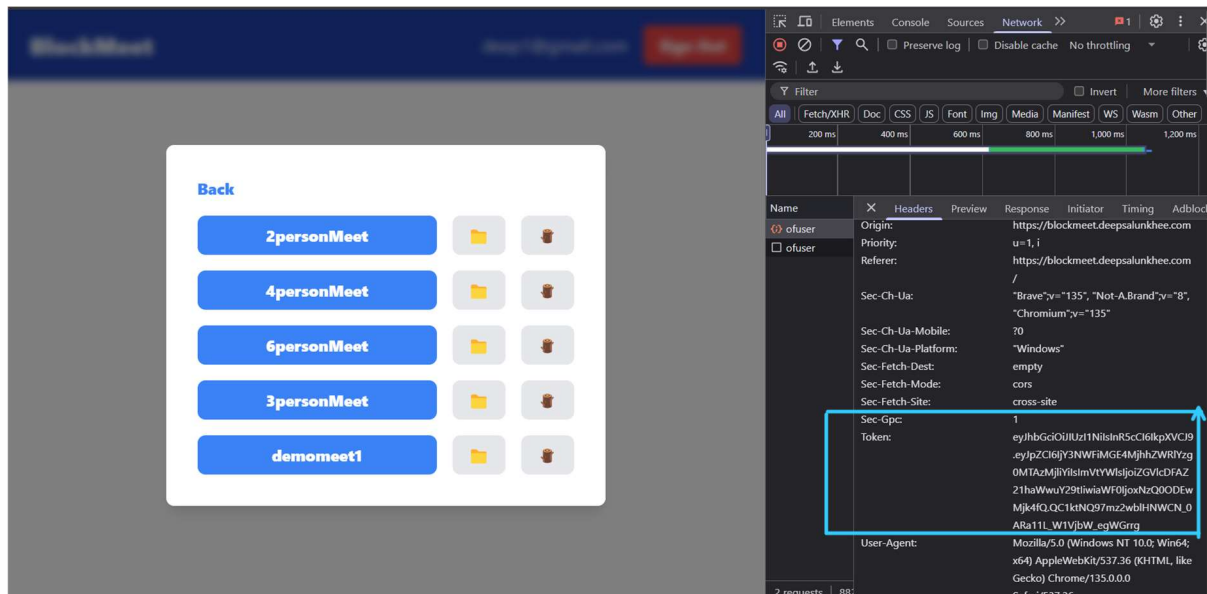 BlockMeet
Sign Out
Back
2personMeet
4personMeet
6personMeet
3personMeet
demomeet1
Elements Console Sources Network 1
Preserve log Disable cache No throttling
Filter Invert More filters
All Fetch/XHR Doc CSS JS Font Img Media Manifest WS Wasm Other
200 ms 400 ms 600 ms 800 ms 1,000 ms 1,200 ms
Name Headers Preview Response Initiator Timing Adbloc
ofuser
ofuser
Origin: https://blockmeet.deepsalunkhee.com
Priority: u=1, i
Referer: https://blockmeet.deepsalunkhee.com
/
Sec-Ch-Ua: "Brave";v="135", "Not-A.Brand";v="8",
"Chromium";v="135"
Sec-Ch-Ua-Mobile: ?0
Sec-Ch-Ua-Platform: "Windows"
Sec-Fetch-Dest: empty
Sec-Fetch-Mode: cors
Sec-Fetch-Site: cross-site
Sec-Gpc: 1
Token: eyJhbGciOiJIUzI1NiIsInR5cCI6IkpXVCJ9
.eyJpZCI6IjY3NWFiMGE4MjhhZWRlYzg
0MTAzMjliYiIsImVtYWlsIjoiZGVlcDFAZ
21haWwuY29tIiwiaWF0IjoxNzQ0ODEw
Mjk4fQ.QC1ktNQ97mz2wblHNWCN_0
ARa11L_W1VjbW_egWGrrg
User-Agent: Mozilla/5.0 (Windows NT 10.0; Win64;
x64) AppleWebKit/537.36 (KHTML, like
Gecko) Chrome/135.0.0.0
2 requests 88